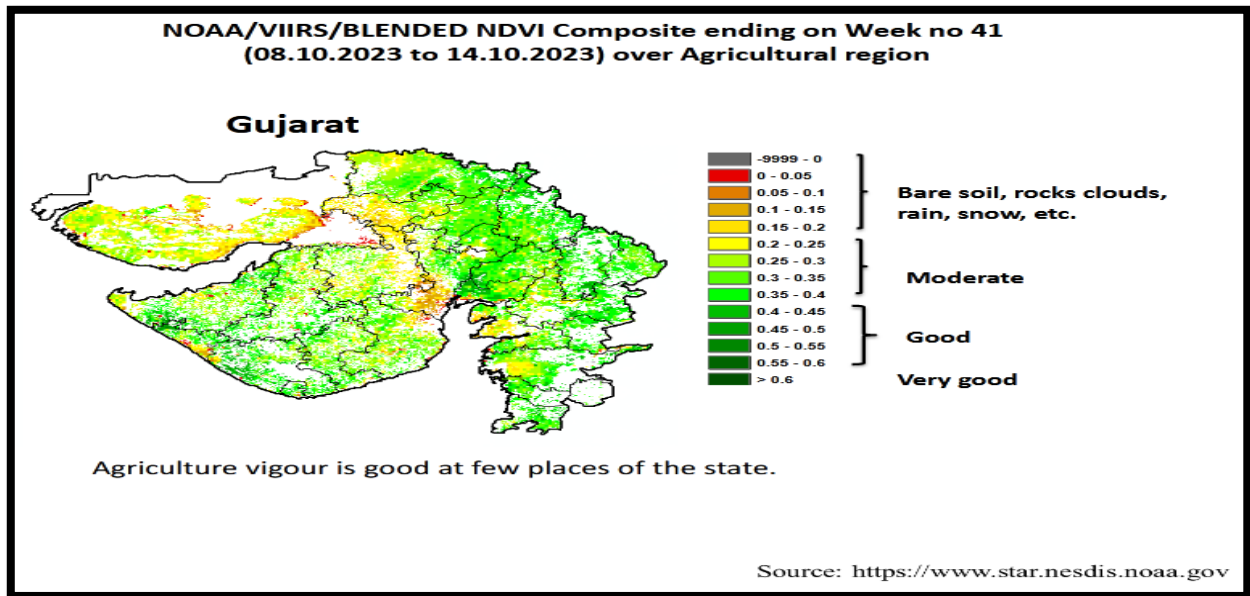 NOAA/VIIRS/BLENDED NDVI Composite ending on Week no 41
(08.10.2023 to 14.10.2023) over Agricultural region
Gujarat
-9999 - 0
0 - 0.05
0.05 - 0.1
0.1 - 0.15
0.15 - 0.2
0.2 - 0.25
0.25 - 0.3
0.3 - 0.35
0.35 - 0.4
0.4 - 0.45
0.45 - 0.5
0.5 - 0.55
0.55 - 0.6
> 0.6
Bare soil, rocks clouds,
rain, snow, etc.
Moderate
Good
Very good
Agriculture vigour is good at few places of the state.
Source: https://www.star.nesdis.noaa.gov